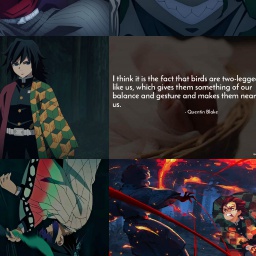 I think it is the fact that birds are two-legged
like us, which gives them something of our
balance and gesture and makes them near
us.
- Quentin Blake